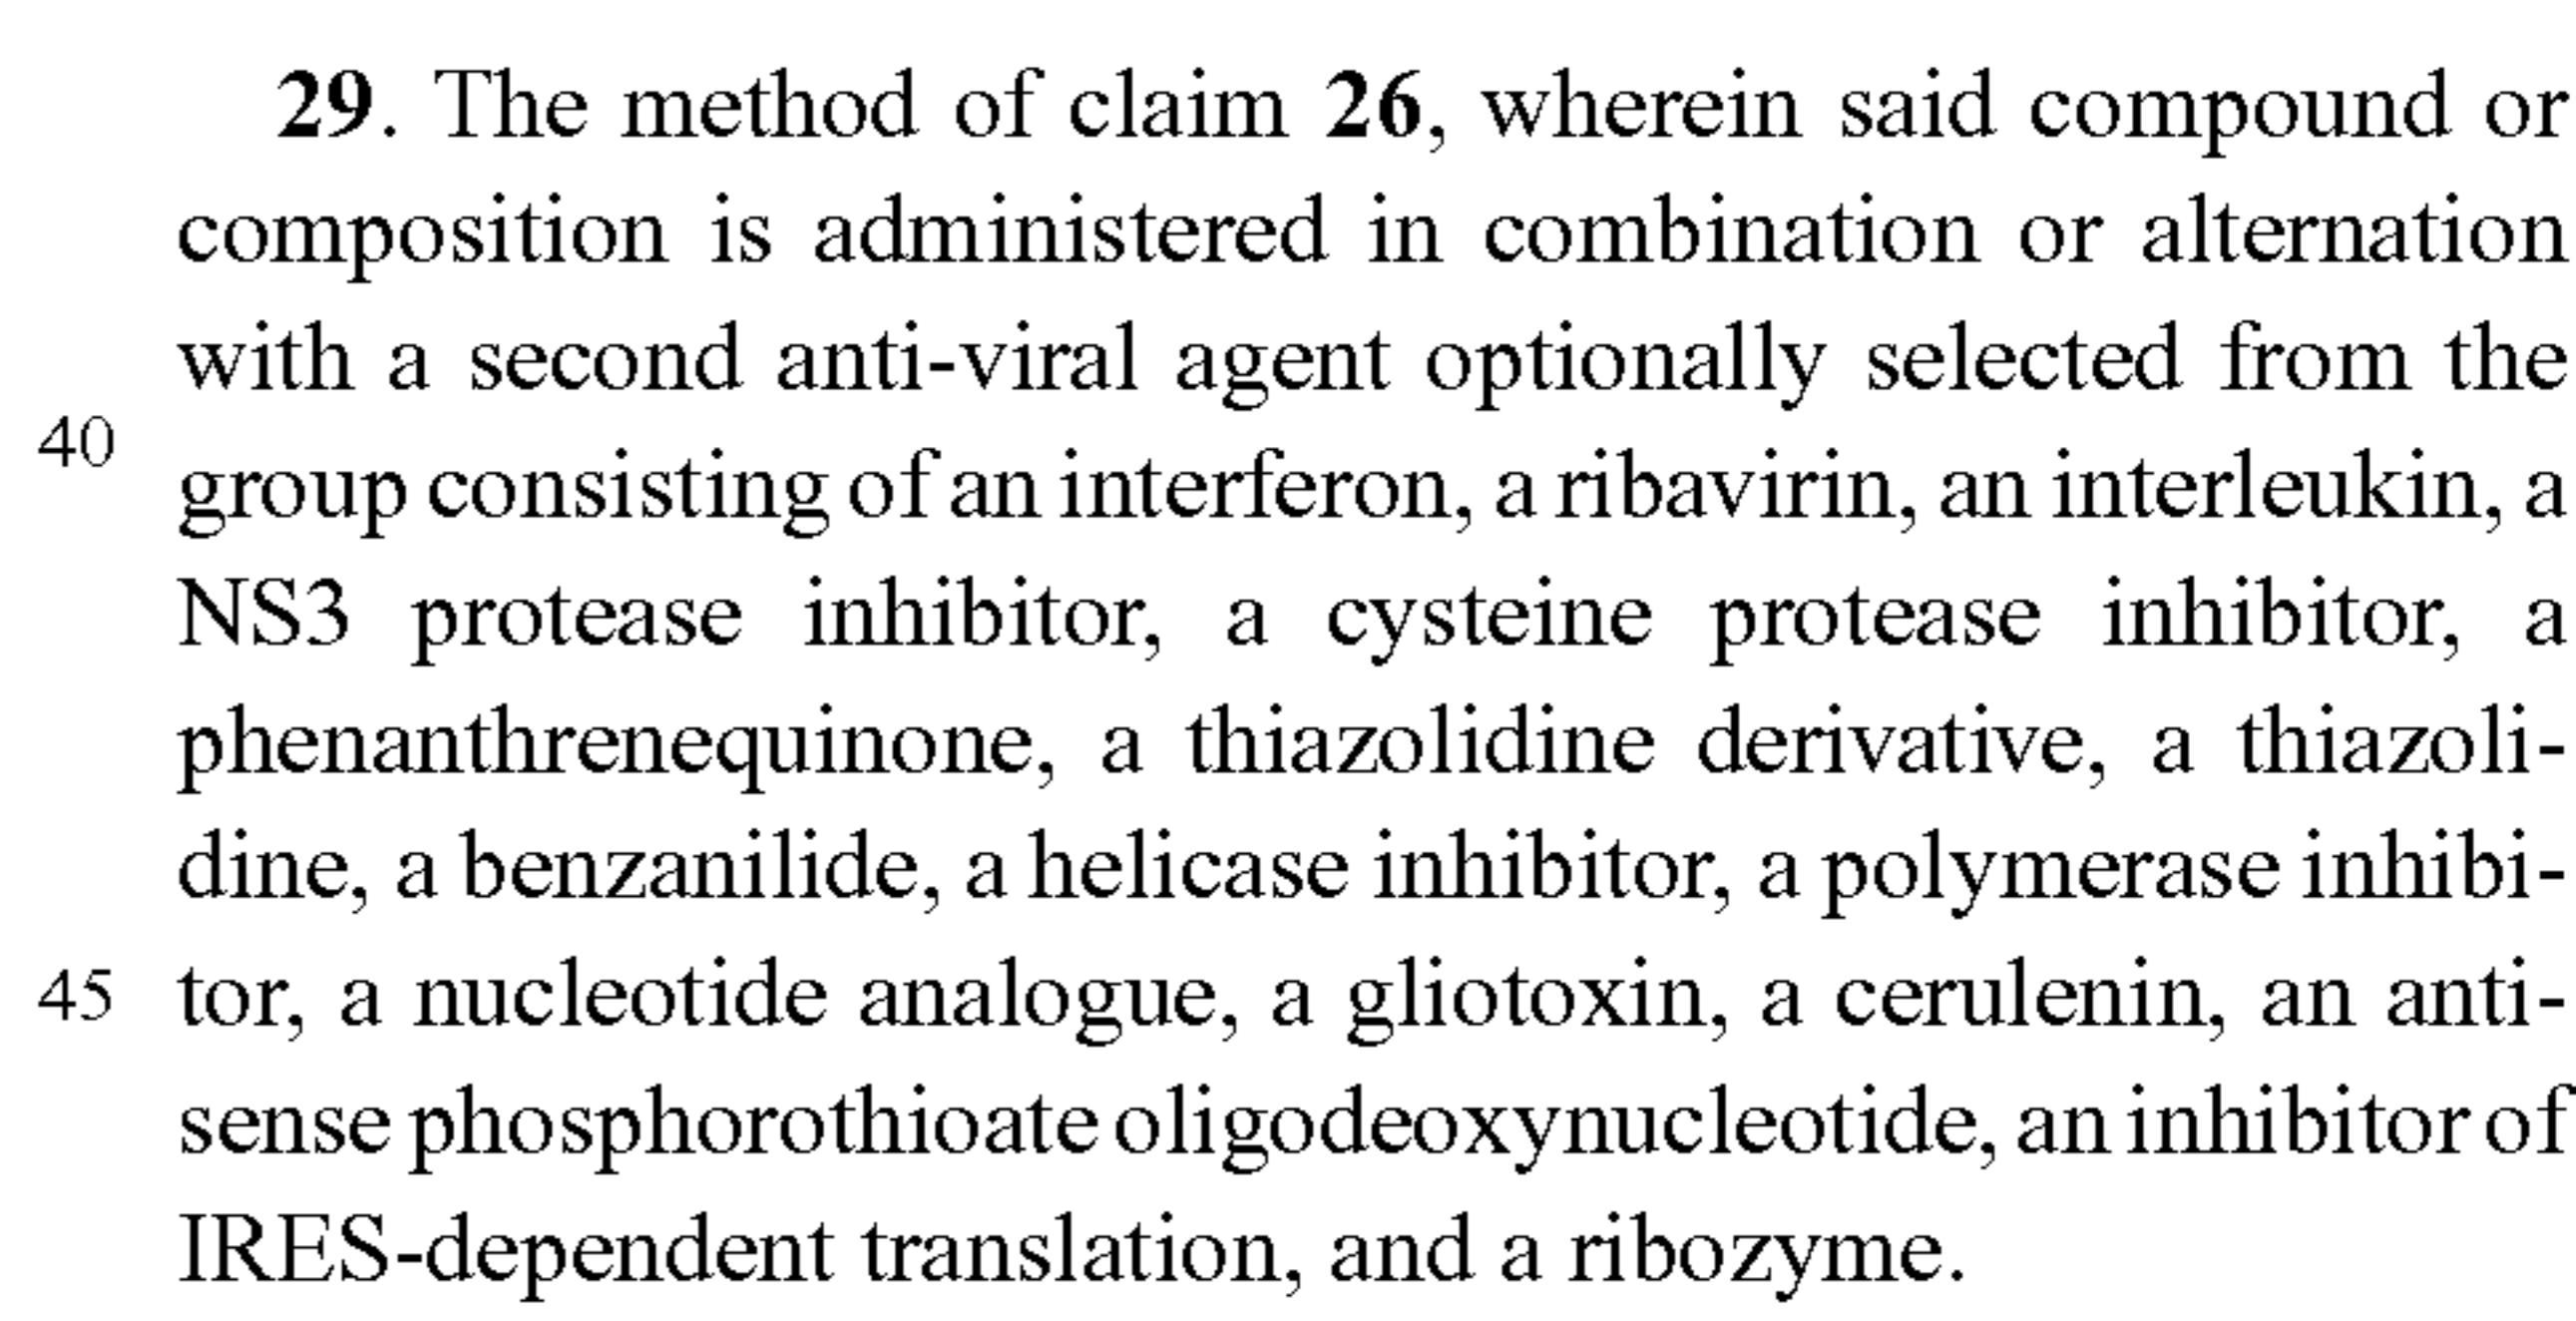 29. The method of claim 26, wherein said compound or
composition is administered in combination or alternation
with a second anti-viral agent optionally selected from the
40
group consisting of an interferon, a ribavirin, an interleukin, a
NS3 protease inhibitor, a cysteine protease inhibitor, a
phenanthrenequinone, a thiazolidine derivative, a thiazoli-
dine, a benzanilide, a helicase inhibitor, a polymerase inhibi-
45 tor, a nucleotide analogue, a gliotoxin, a cerulenin, an anti-
sense phosphorothioate oligodeoxynucleotide, an inhibitor of
IRES-dependent translation, and a ribozyme.